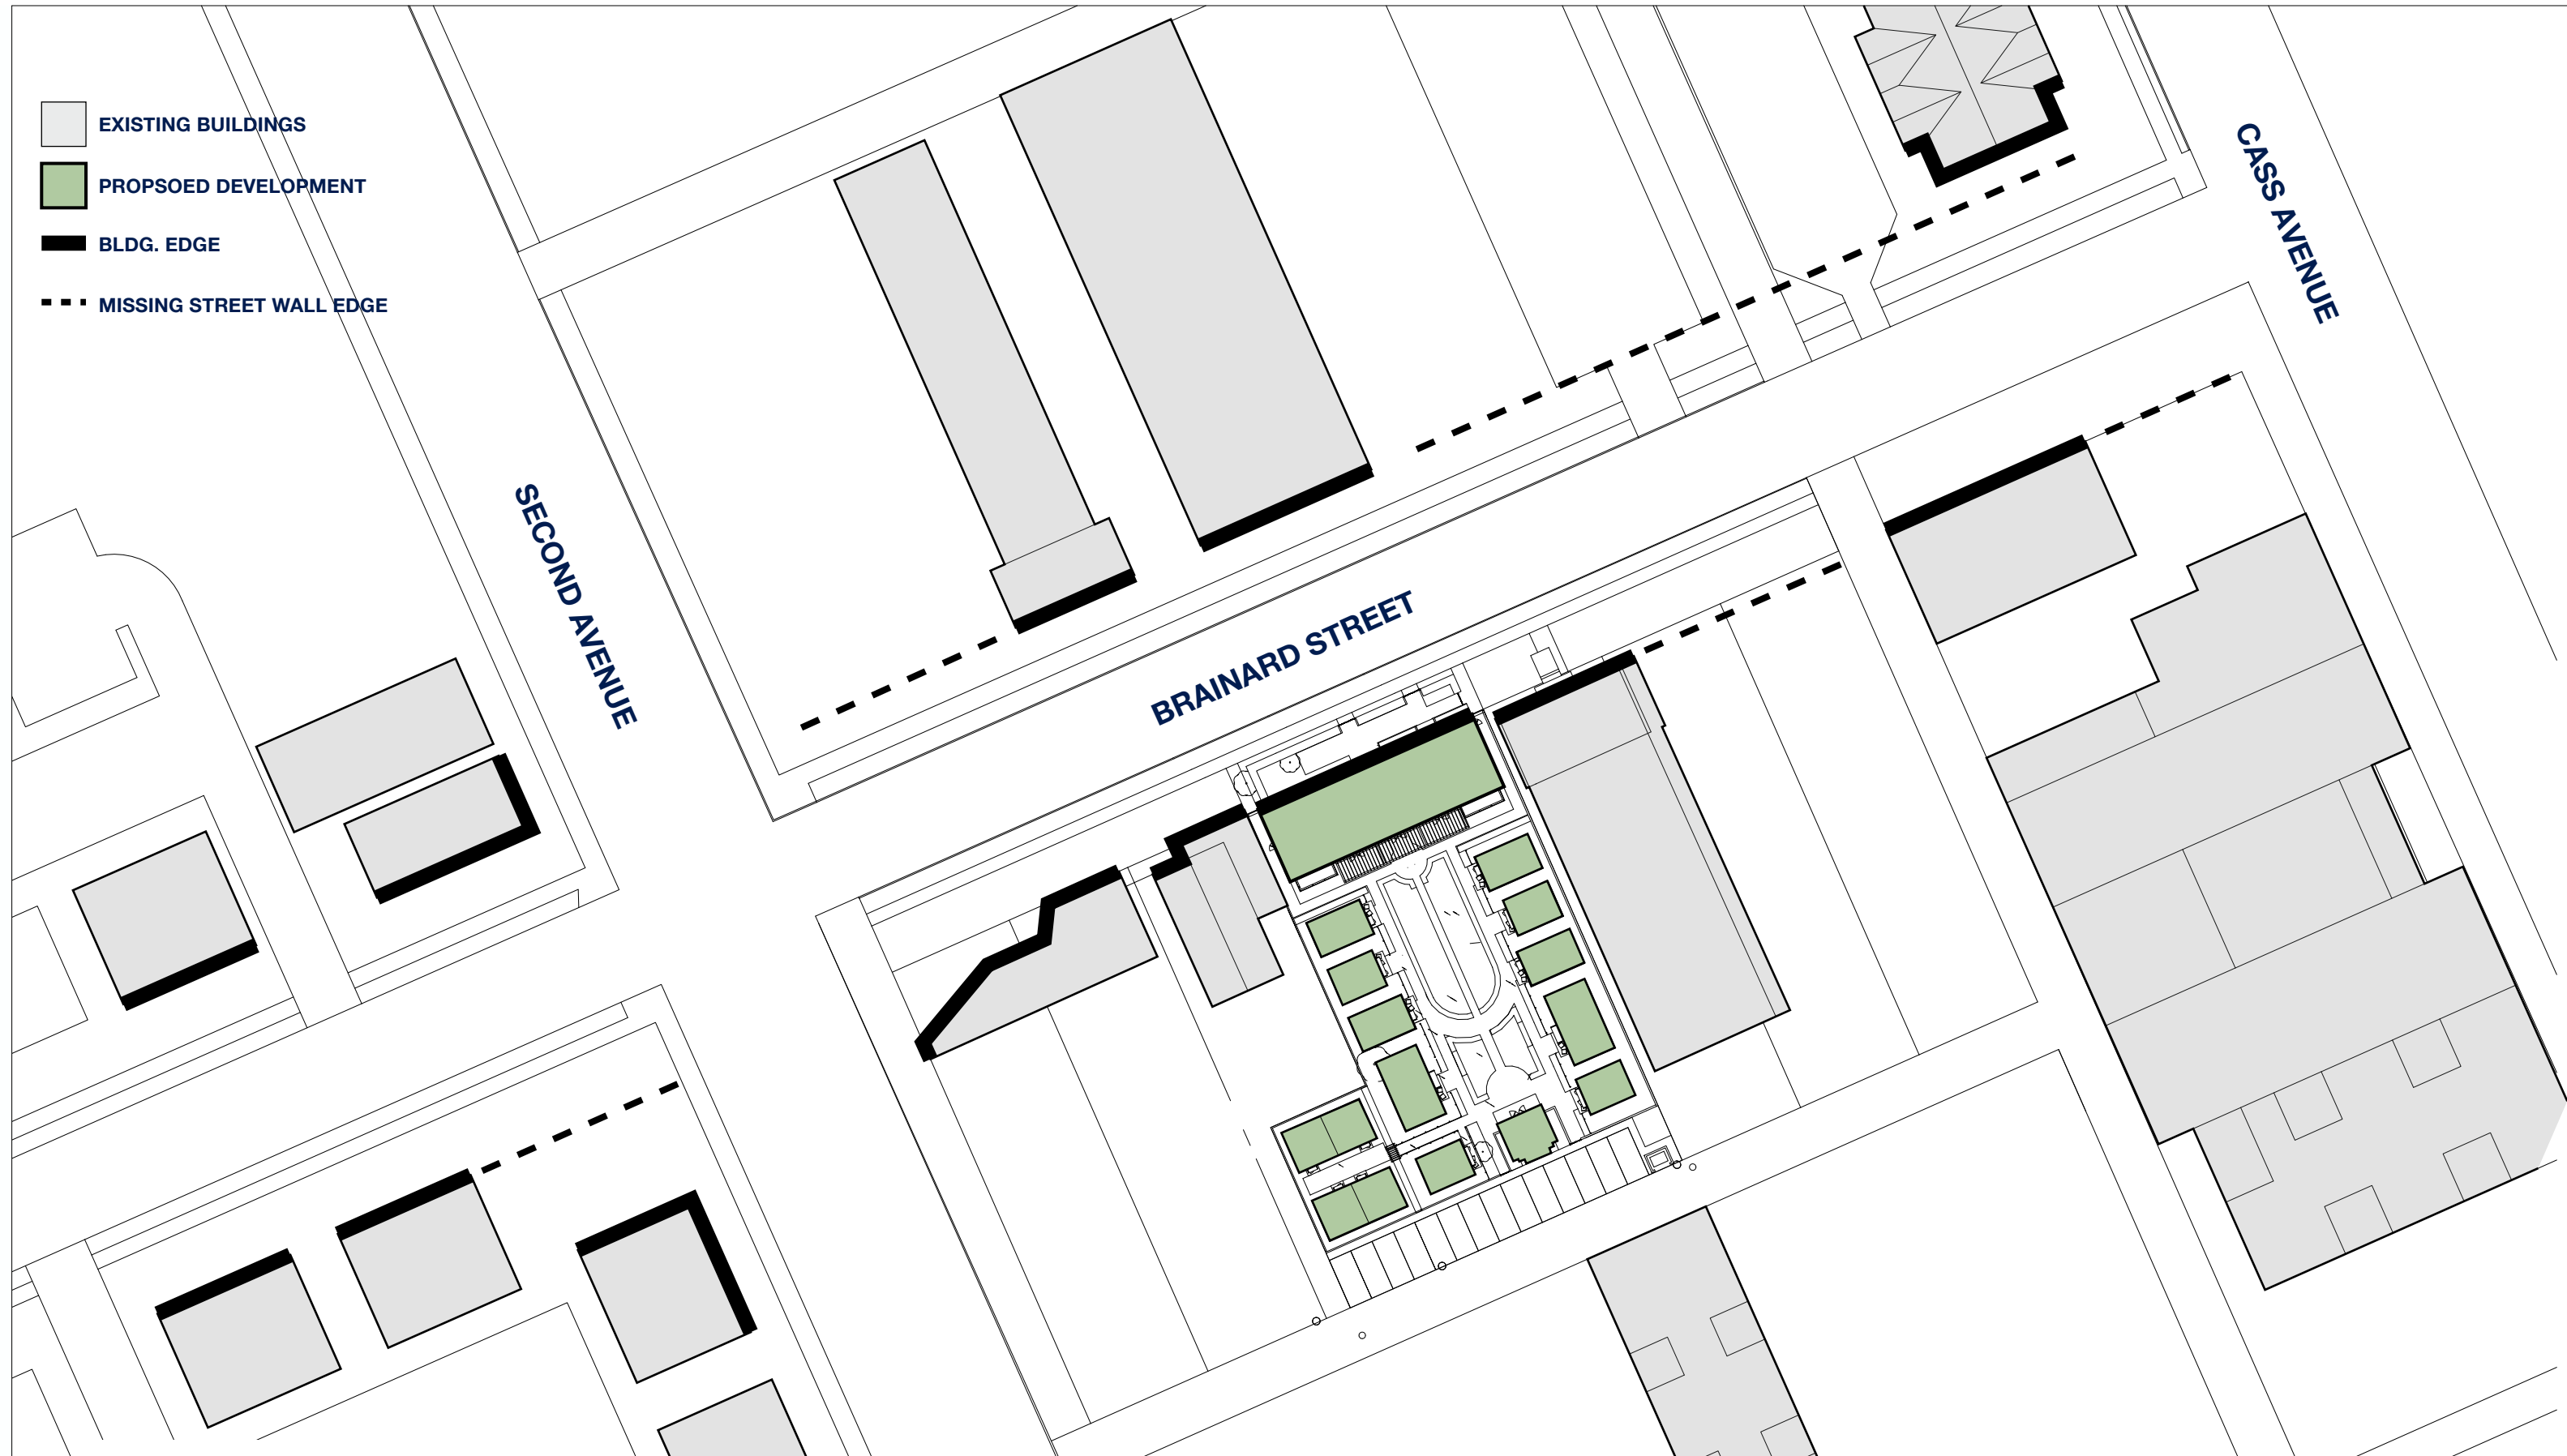 EXISTING BUILDINGS
PROPSOED DEVELOPMENT
BLDG. EDGE
MISSING STREET WALL EDGE
CASS AVENUE
SECOND AVENUE
BRAINARD STREET